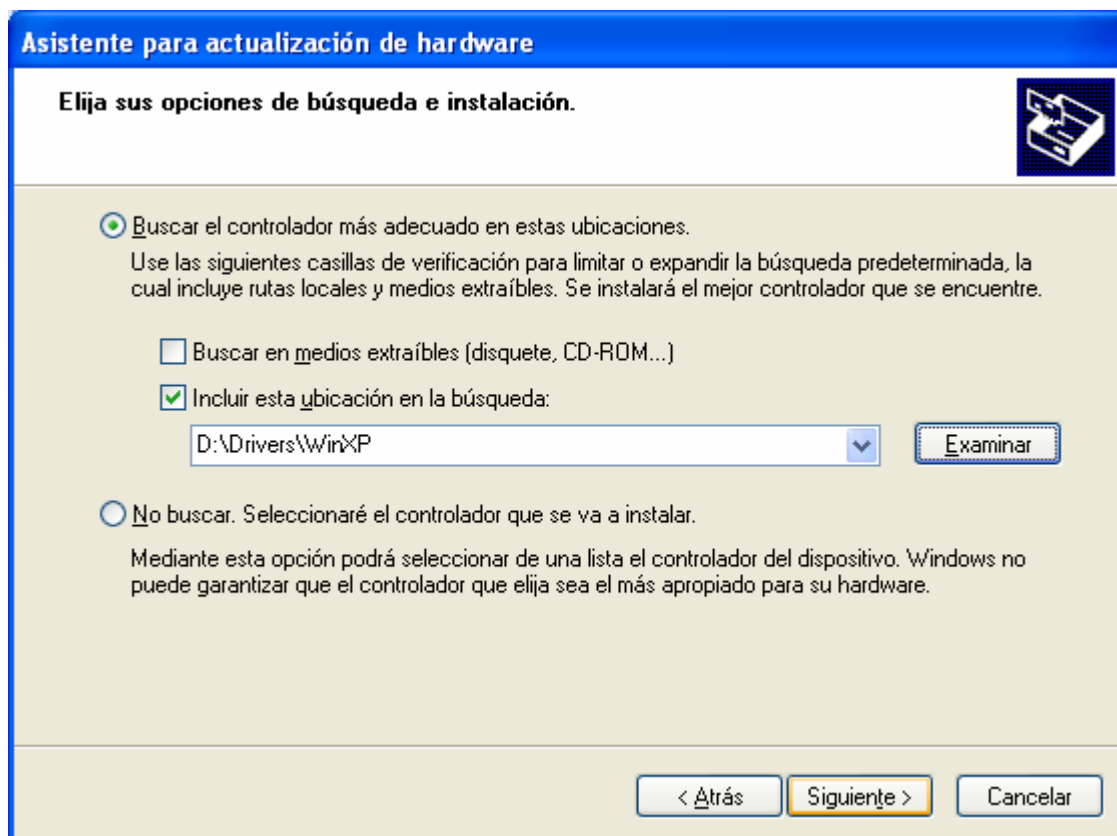 Asistente para actualización de hardware
Elija sus opciones de búsqueda e instalación.
Buscar el controlador más adecuado en estas ubicaciones.
Use las siguientes casillas de verificación para limitar o expandir la búsqueda predeterminada, la
cual incluye rutas locales y medios extraíbles. Se instalará el mejor controlador que se encuentre.
Buscar en medios extraíbles (disquete, CD-ROM...)
Incluir esta ubicación en la búsqueda:
D:\Drivers\WinXP
Examinar
No buscar. Seleccionaré el controlador que se va a instalar.
Mediante esta opción podrá seleccionar de una lista el controlador del dispositivo. Windows no
puede garantizar que el controlador que elija sea el más apropiado para su hardware.
< Atrás Siguiente > Cancelar